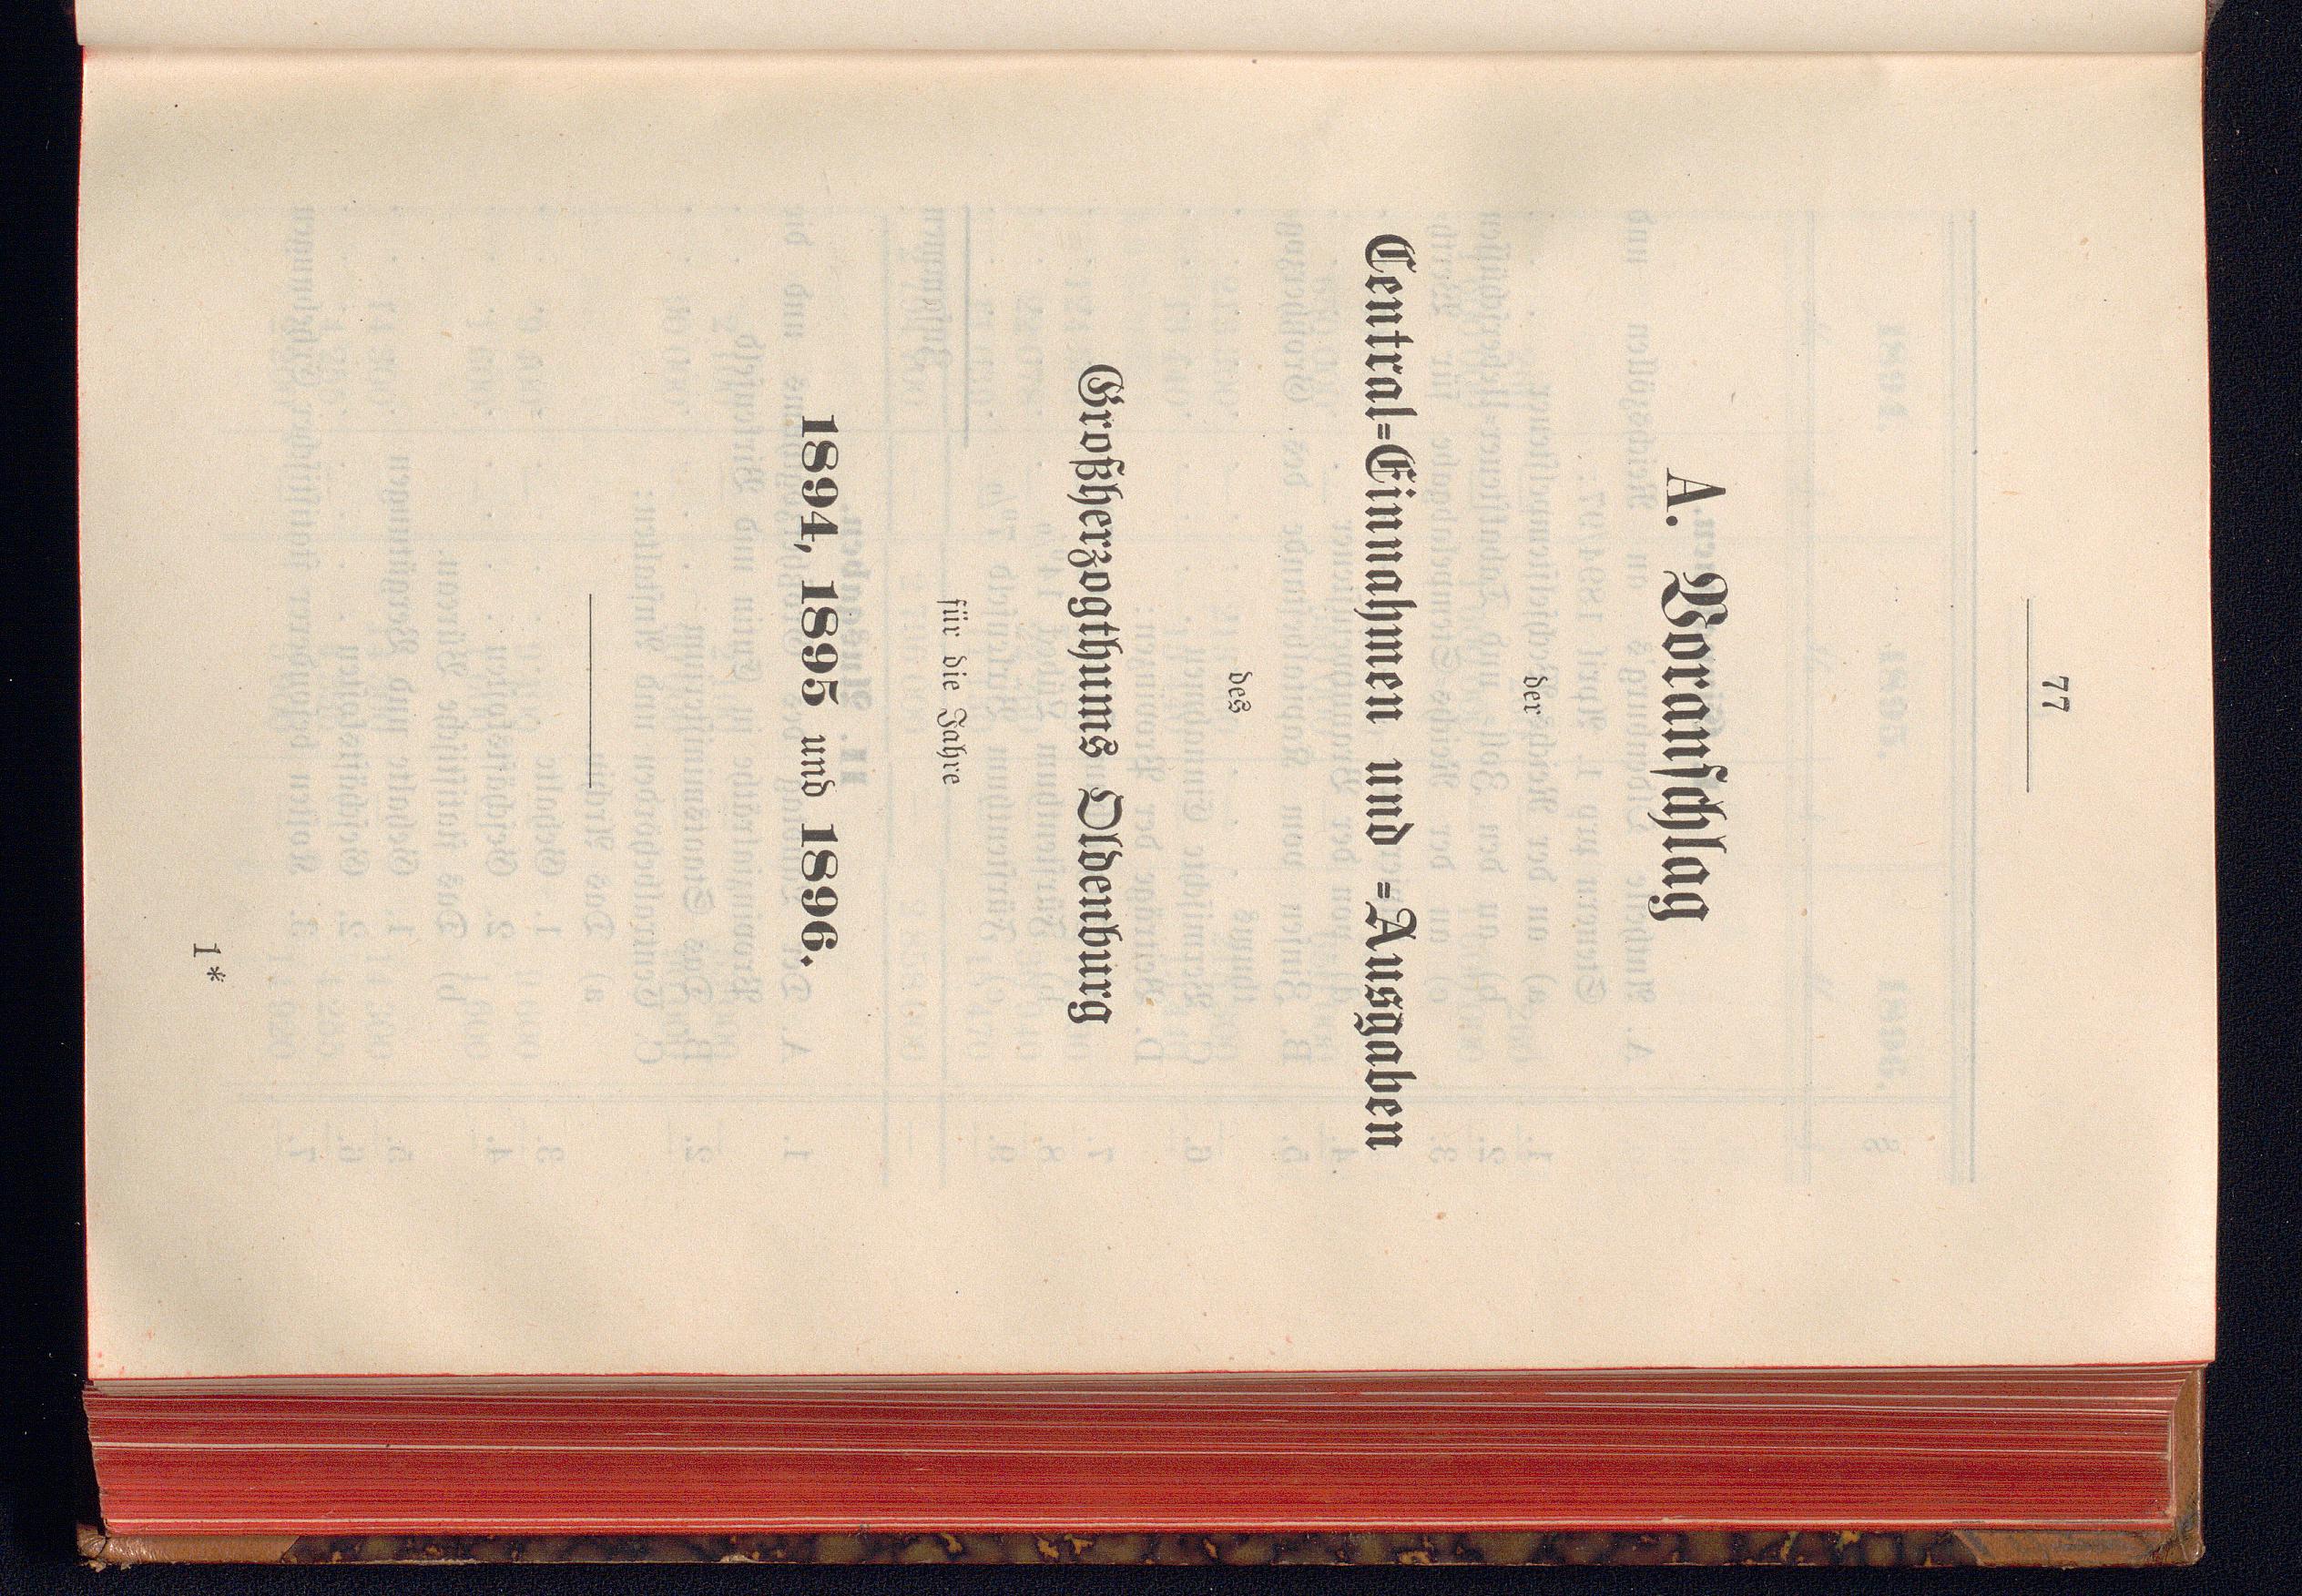 77
A. Voranschlag
der
Central=Einnahmen und =Ausgaben
des
Großherzogthums Oldenburg
für die Jahre
1894, 1895 und 1896.
1*